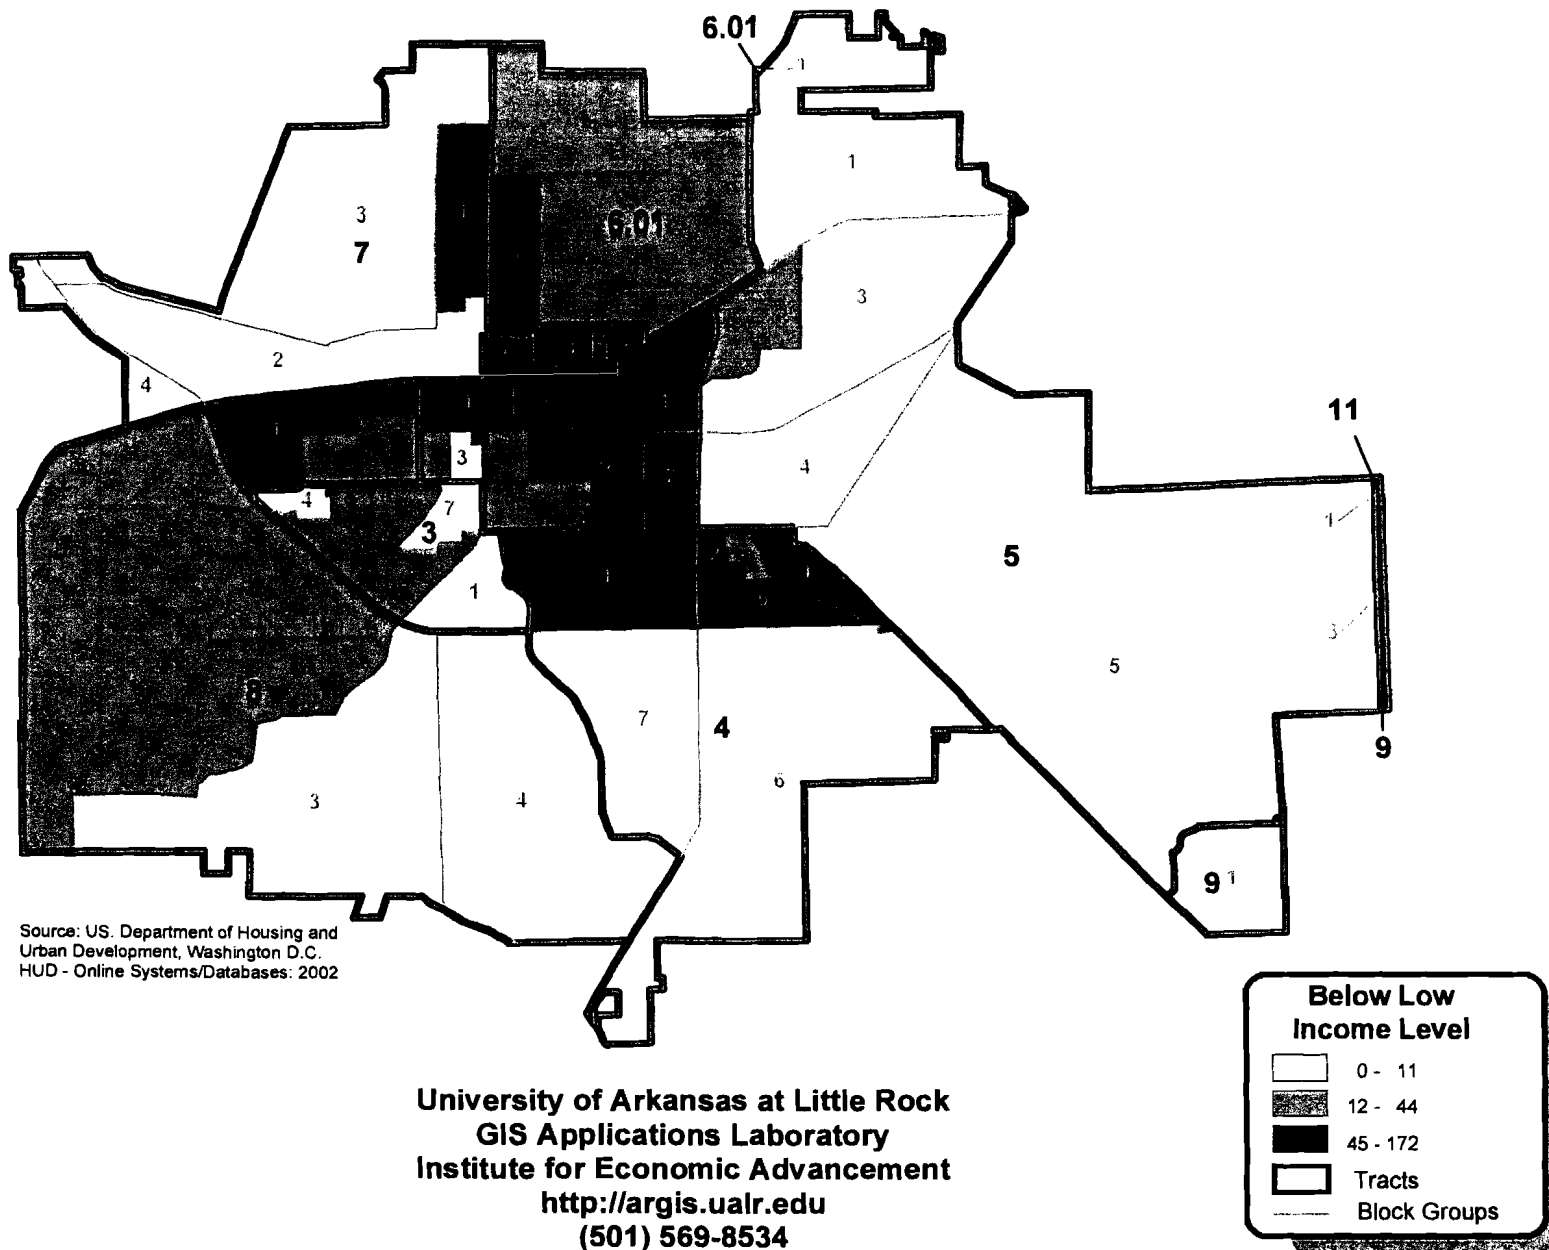 6.01
1
1
3
7
6.01
3
2
4
11
3
4
4
7
3
1
5
1
3
5
8
7
4
9
6
3
4
9 1
Source: US. Department of Housing and
Urban Development, Washington D.C.
HUD - Online Systems/Databases: 2002
Below Low
Income Level
0 - 11
12 - 44
45 - 172
Tracts
Block Groups
University of Arkansas at Little Rock
GIS Applications Laboratory
Institute for Economic Advancement
http://argis.ualr.edu
(501) 569-8534